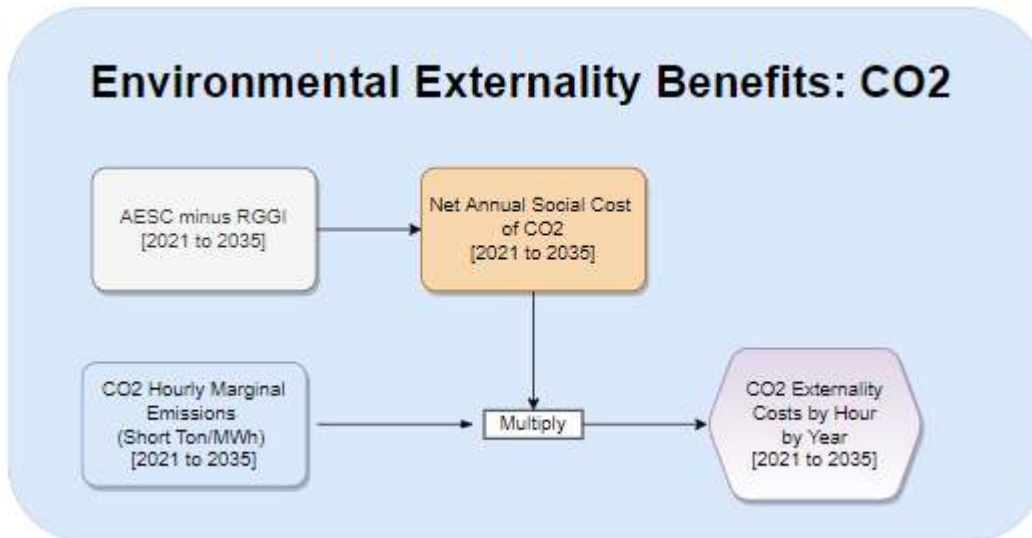 Environmental Externality Benefits: CO2
AESC minus RGGI
[2021 to 2035]
Net Annual Social Cost
of CO2
[2021 to 2035]
CO2 Hourly Marginal
Emissions
(Short Ton/MWh)
[2021 to 2035]
Multiply
CO2 Externality
Costs by Hour
by Year
[2021 to 2035]